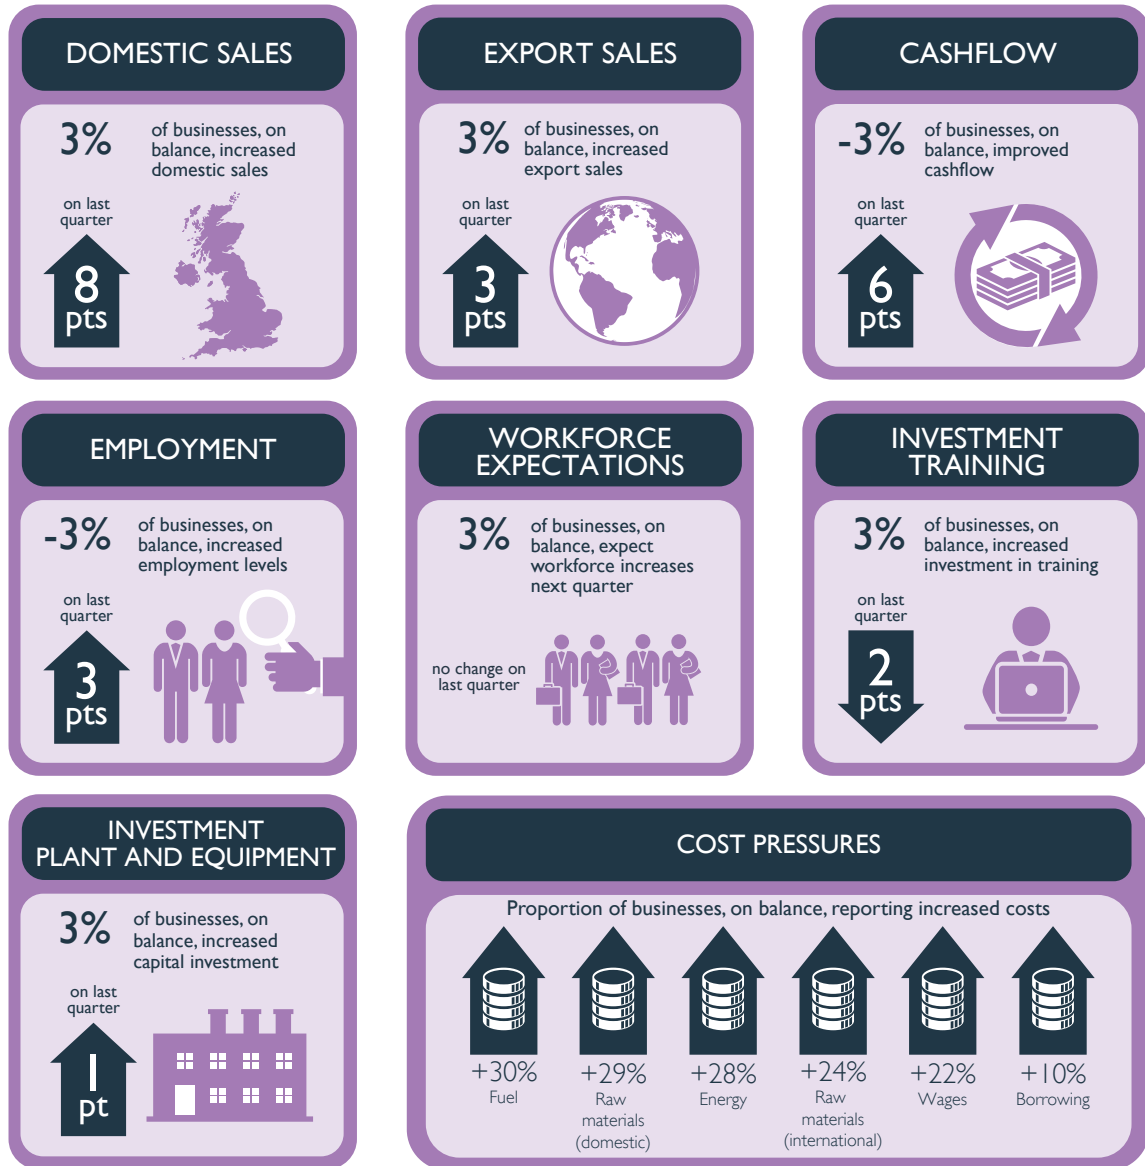 DOMESTIC SALES
3%
of businesses, on
balance, increased
domestic sales
on last
quarter
8
pts
EXPORT SALES
3%
of businesses, on
balance, increased
export sales
on last
quarter
3
pts
CASHFLOW
-3%
of businesses, on
balance, improved
cashflow
on last
quarter
6
pts
EMPLOYMENT
-3%
of businesses, on
balance, increased
employment levels
on last
quarter
3
pts
WORKFORCE
EXPECTATIONS
3%
of businesses, on
balance, expect
workforce increases
next quarter
no change on
last quarter
INVESTMENT
TRAINING
3%
of businesses, on
balance, increased
investment in training
on last
quarter
2
pts
INVESTMENT
PLANT AND EQUIPMENT
3%
of businesses, on
balance, increased
capital investment
on last
quarter
1
pt
COST PRESSURES
Proportion of businesses, on balance, reporting increased costs
+30%
Fuel
+29%
Raw
materials
(domestic)
+28%
Energy
+24%
Raw
materials
(international)
+22%
Wages
+10%
Borrowing